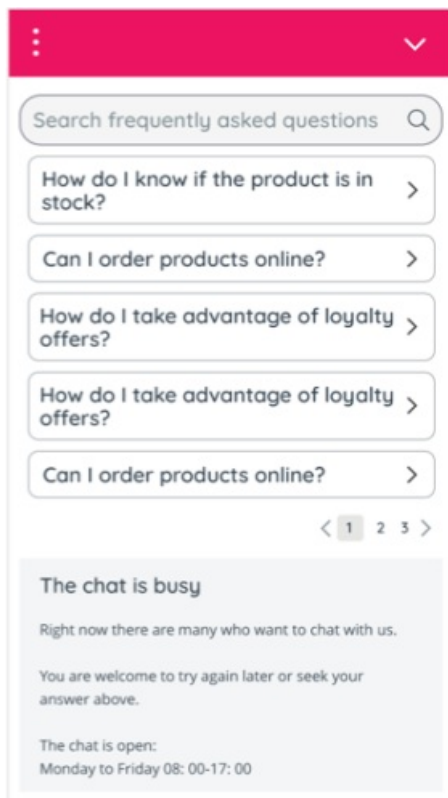 Search frequently asked questions
How do I know if the product is in
stock?
Can I order products online?
How do I take advantage of loyalty
offers?
How do I take advantage of loyalty
offers?
Can I order products online?
< 1 2 3 >
The chat is busy
Right now there are many who want to chat with us.
You are welcome to try again later or seek your
answer above.
The chat is open:
Monday to Friday 08: 00-17: 00